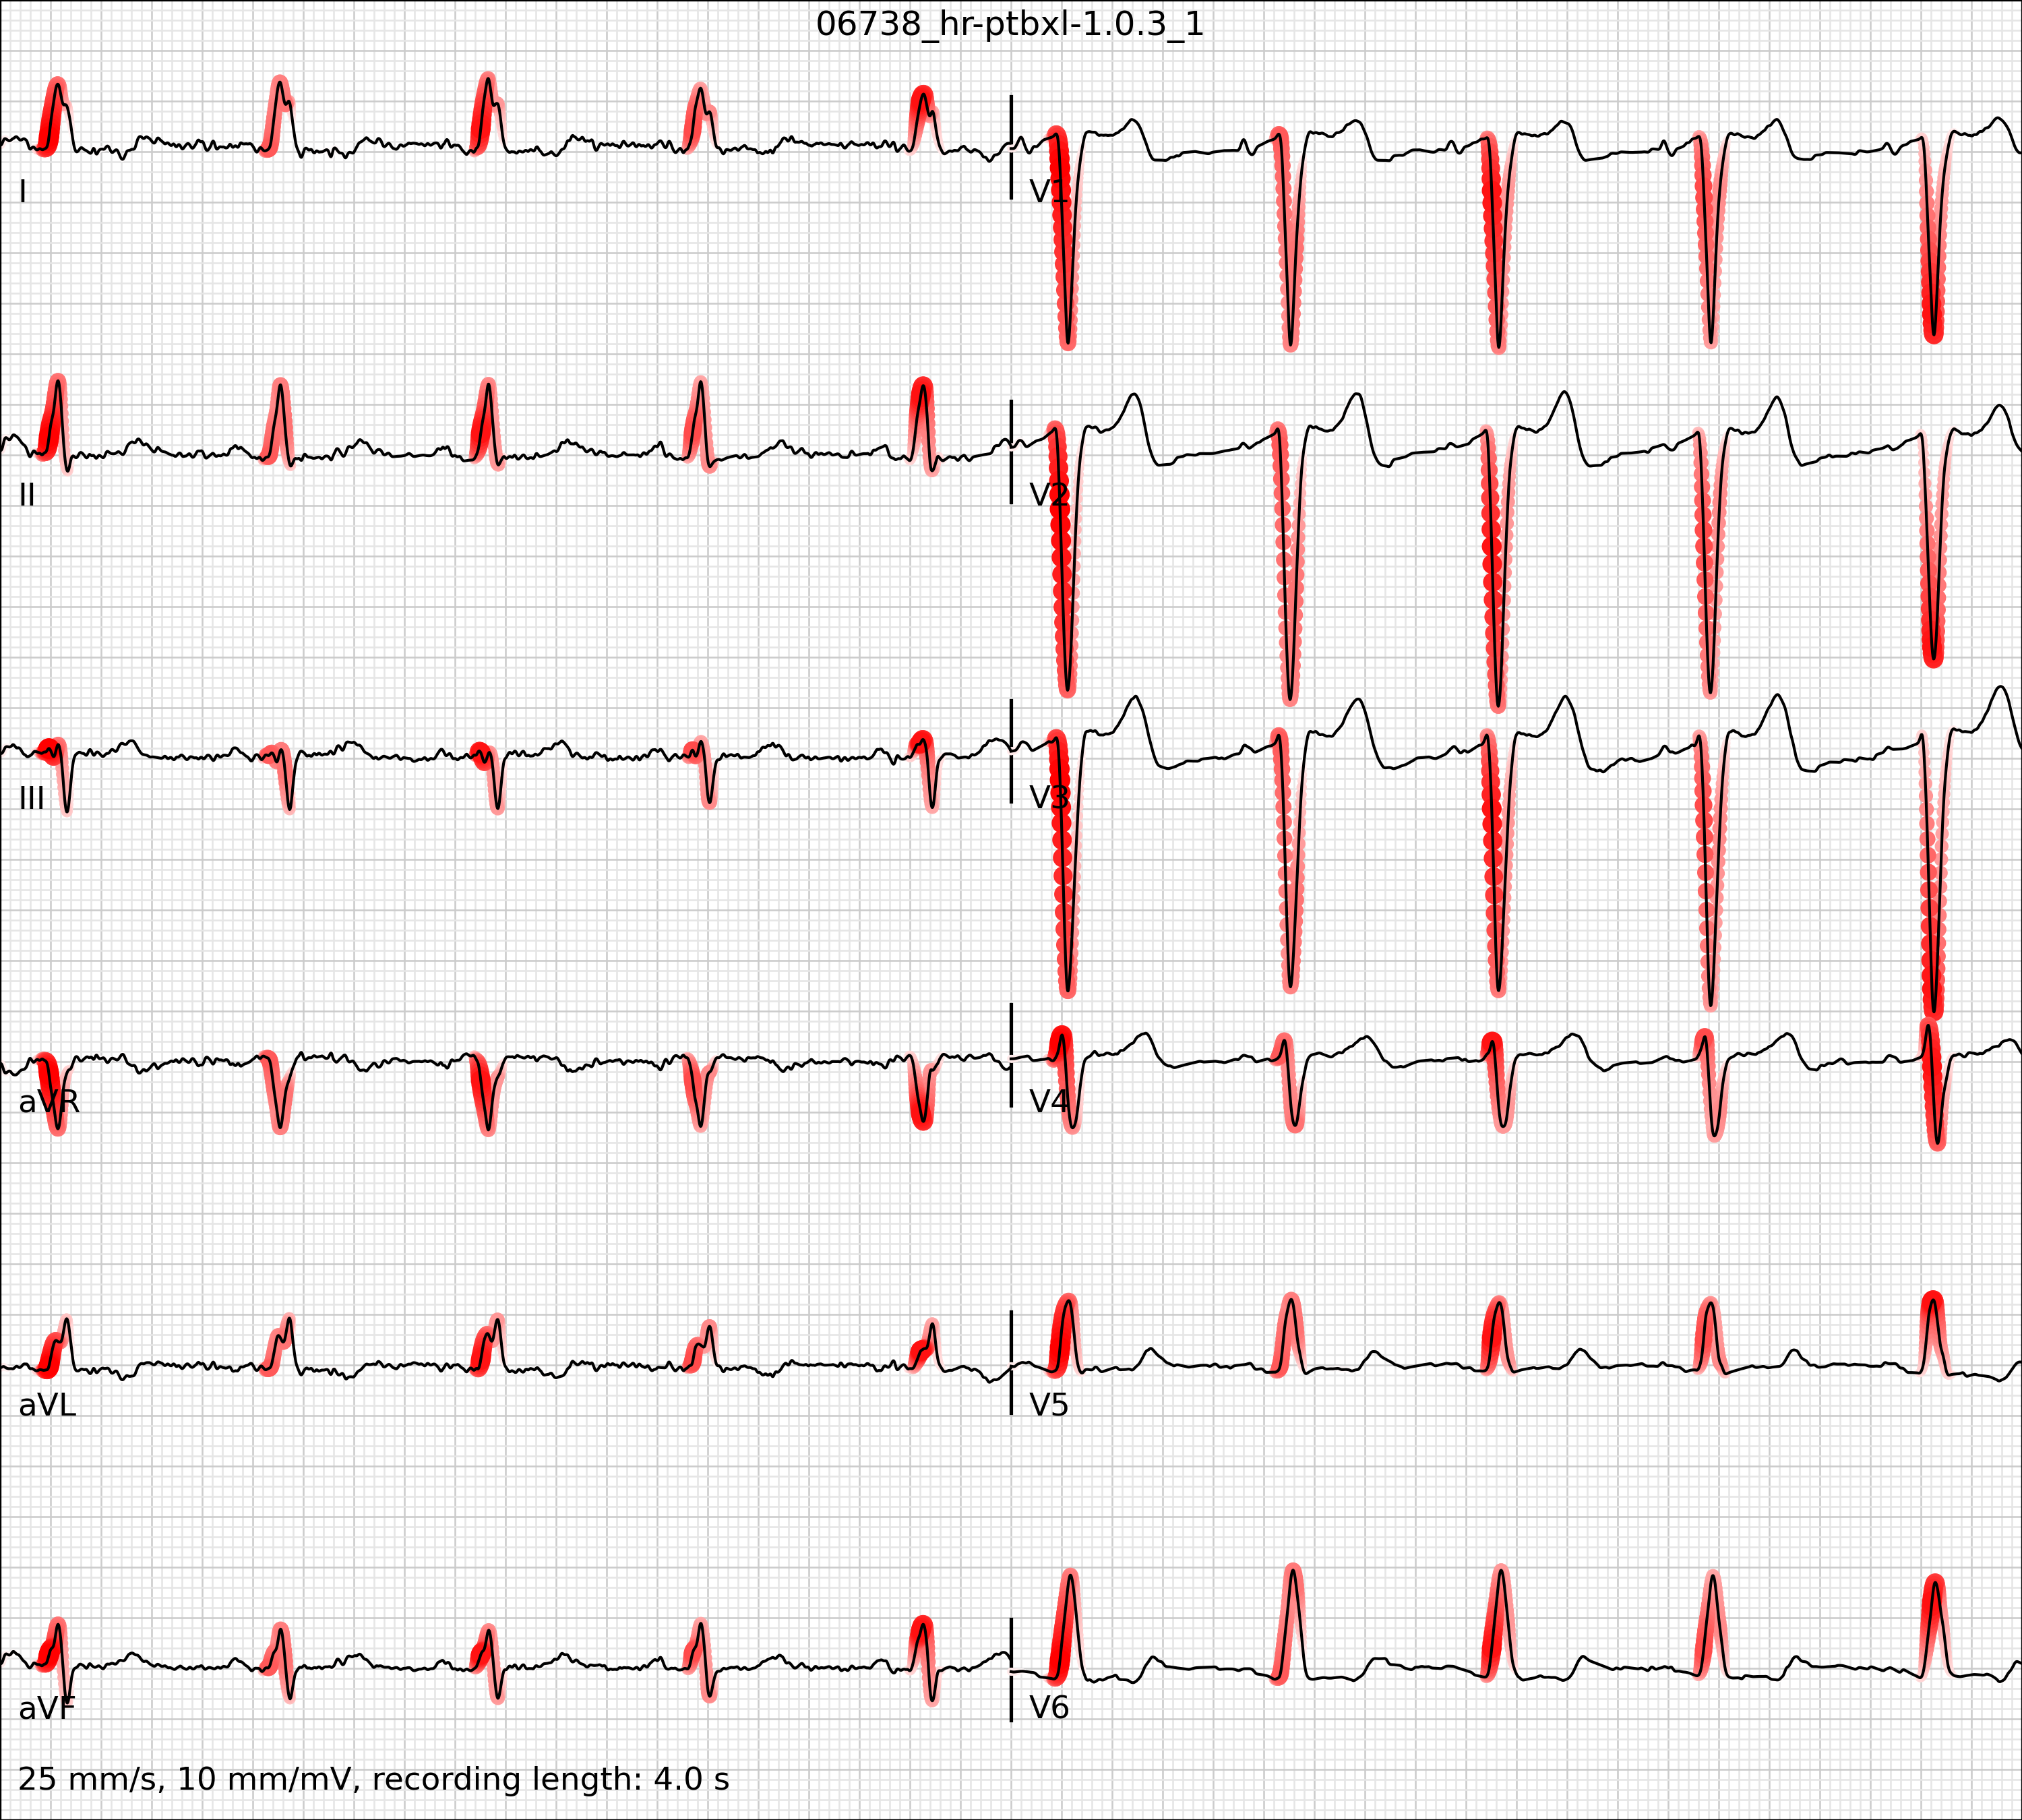 06738_hr-ptbxl-1.0.3_1
I
V1
II
V2
III
V3
aVR
V4
aVL
V5
aVF
V6
25 mm/s, 10 mm/mV, recording length: 4.0 s